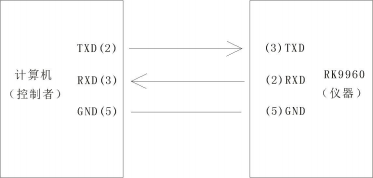 TXD(2)
(3)TXD
计算机
RXD(3)
(2)RXD
RK9960
(控制者)
(仪器)
GND(5)
(5)GND